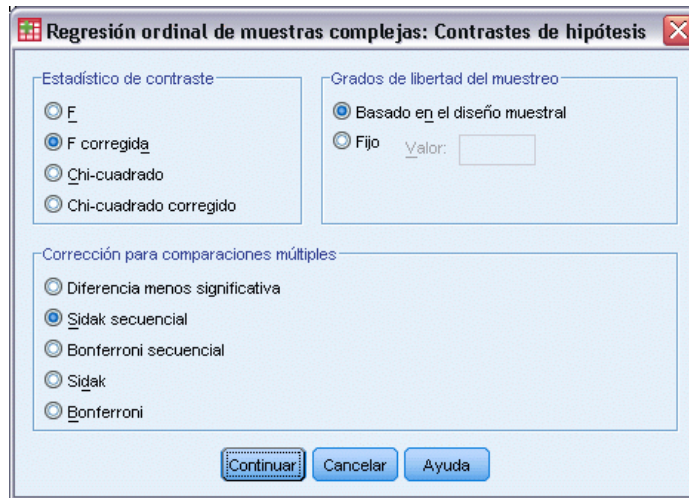 Regresión ordinal de muestras complejas: Contrastes de hipótesis
Estadístico de contraste
F
F corregida
Chi-cuadrado
Chi-cuadrado corregido
Grados de libertad del muestreo
Basado en el diseño muestral
Fijo Valor:
Corrección para comparaciones múltiples
Diferencia menos significativa
Sidak secuencial
Bonferroni secuencial
Sidak
Bonferroni
Continuar Cancelar Ayuda